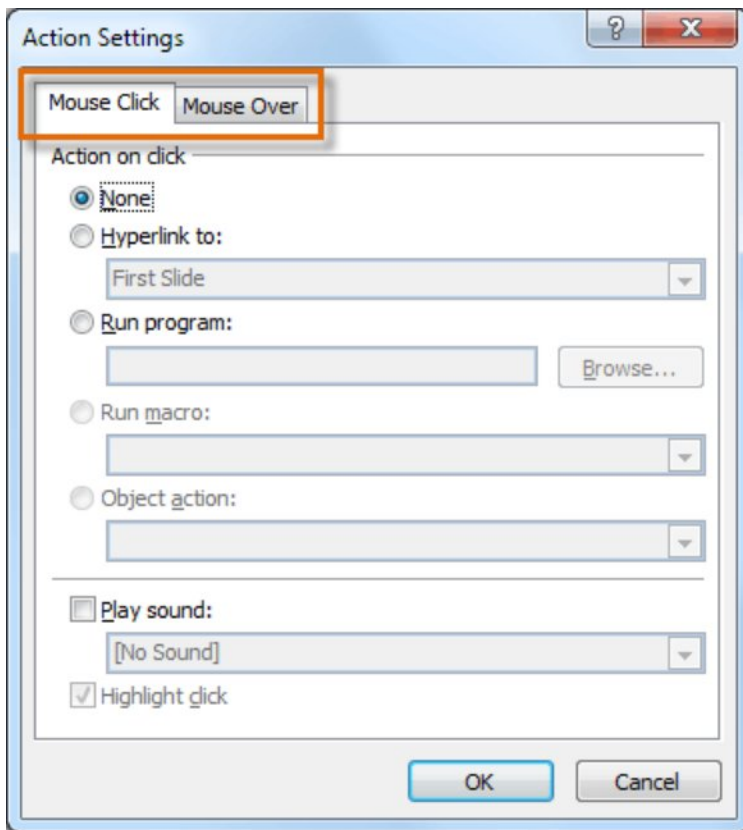 Action Settings
Mouse Click Mouse Over
Action on click
None
Hyperlink to:
First Slide
Run program:
Browse...
Run macro:
Object action:
Play sound:
[No Sound]
Highlight click
OK Cancel